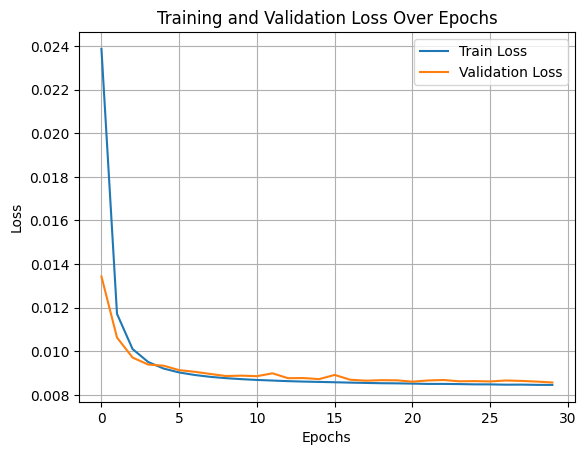 Training and Validation Loss Over Epochs
Train Loss
Validation Loss
0.024
0.022
0.020
0.018
0.016
0.014
0.012
0.010
0.008
Loss
0 5 10 15 20 25 30
Epochs